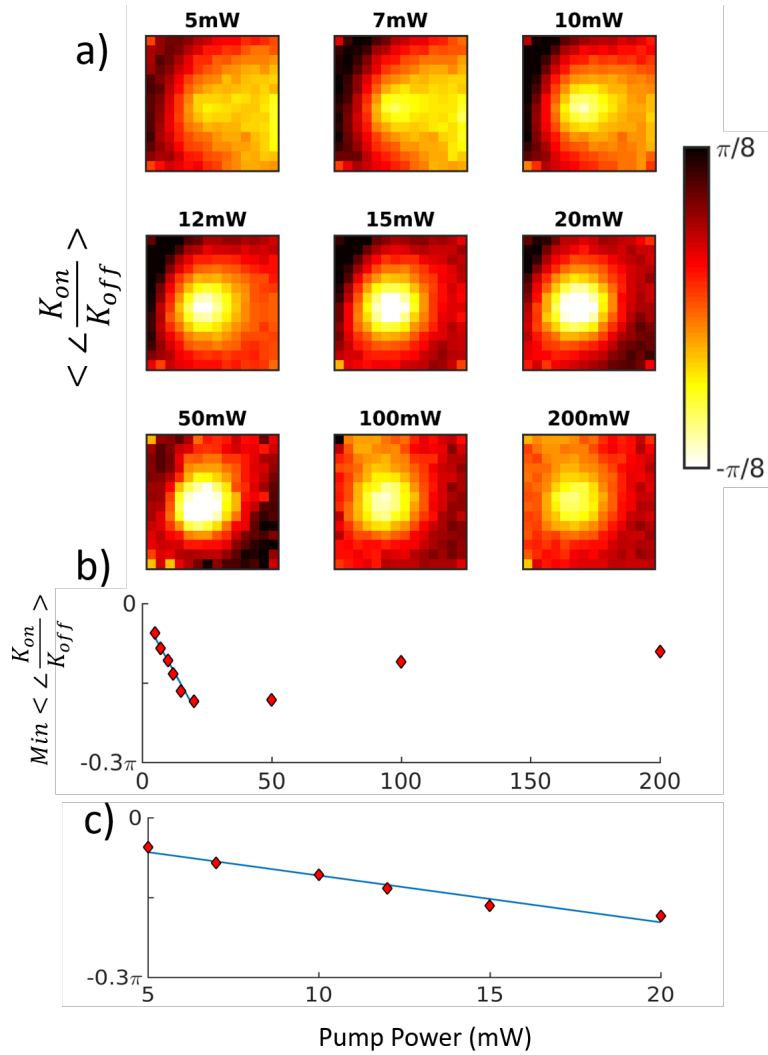 a)
5mW 7mW 10mW
π/8
12mW 15mW 20mW
< ∠ K_on / K_off >
50mW 100mW 200mW
-π/8
b)
0
Min < ∠ K_on / K_off >
-0.3π
0 50 100 150 200
c)
0
-0.3π
5 10 15 20
Pump Power (mW)